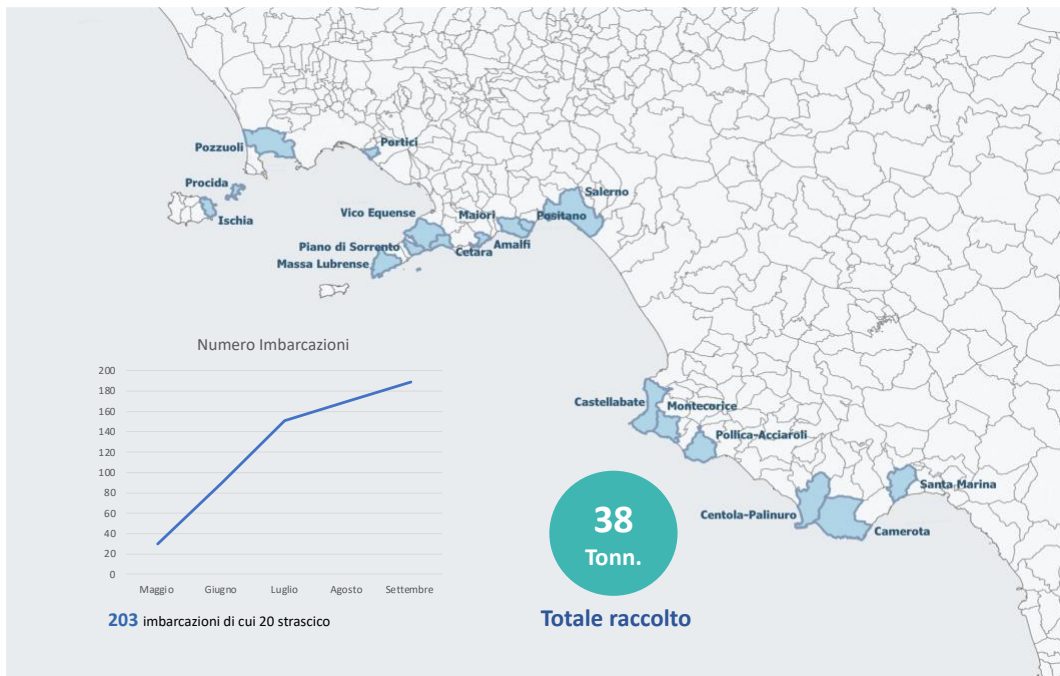 Pozzuoli
Portici
Procida
Ischia
Salerno
Vico Equense
Maiori
Positano
Piano di Sorrento
Cetara
Amalfi
Massa Lubrense
Numero Imbarcazioni
200
180
160
140
120
100
80
60
40
20
0
Maggio
Giugno
Luglio
Agosto
Settembre
203 imbarcazioni di cui 20 strascico
Castellabate
Montecorice
Pollica-Acciaroli
Santa Marina
Centola-Palinuro
Camerota
38
Tonn.
Totale raccolto